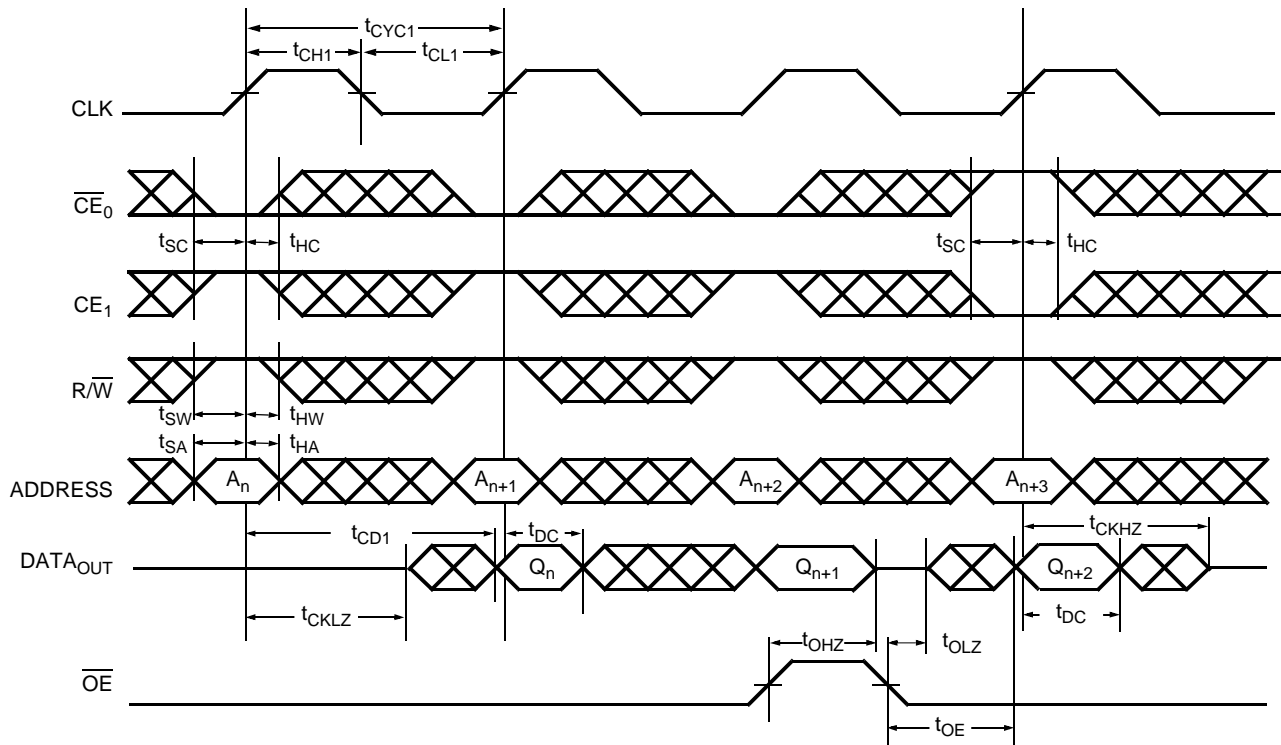 tCYC1
tCH1 tCL1
CLK
CE0
tSC tHC tSC tHC
CE1
R/W
tSW tHW
tSA tHA
ADDRESS An An+1 An+2 An+3
tCD1 tDC tCKHZ
DATAOUT Qn Qn+1 Qn+2
tCKLZ tDC
tOHZ tOLZ
OE
tOE